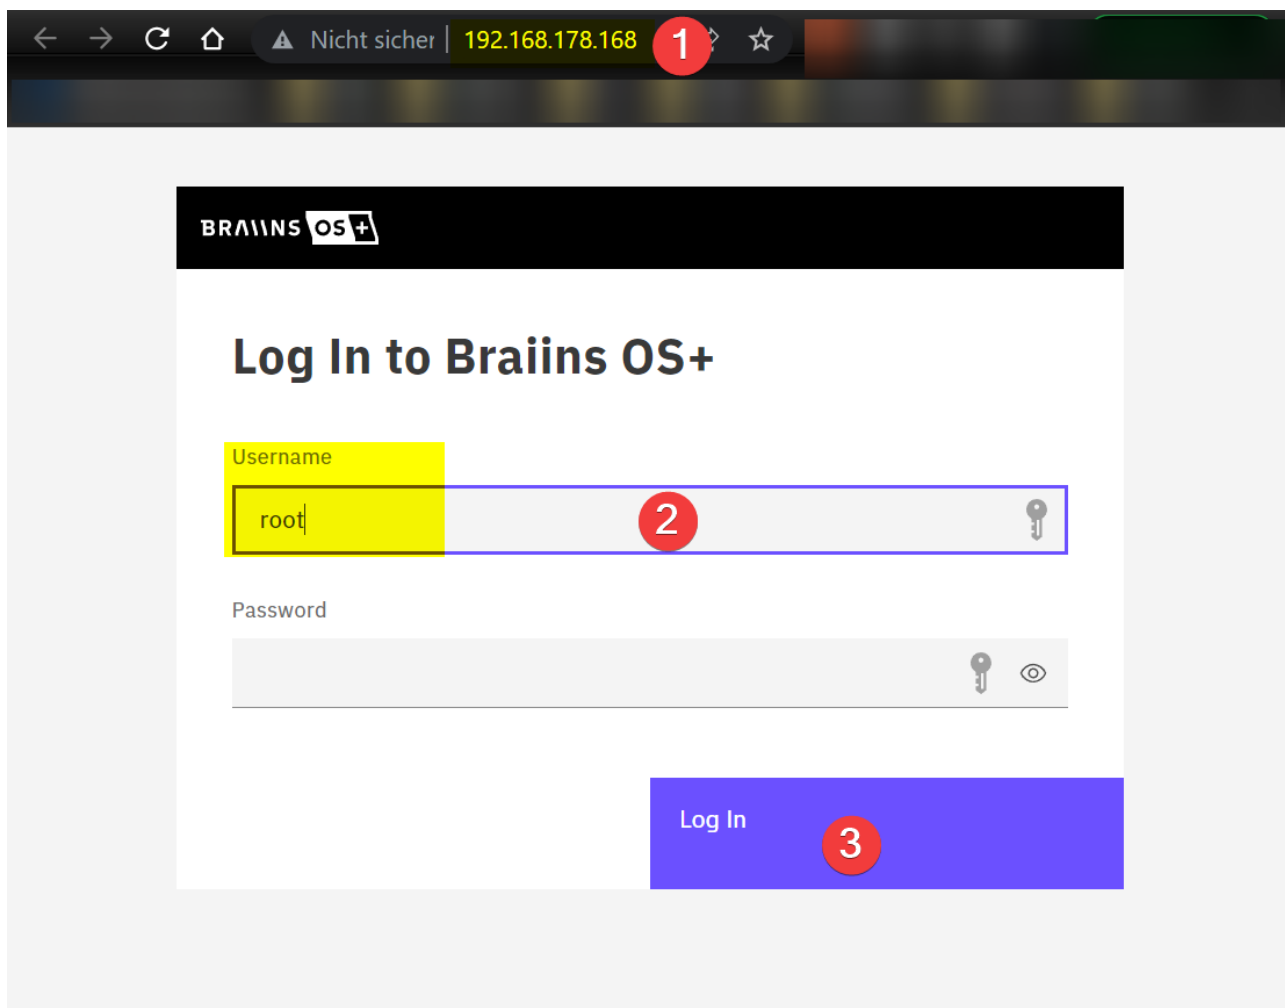 Nicht sicher | 192.168.178.168 1
BRAIINS OS+
Log In to Braiins OS+
Username
root 2
Password
Log In
3